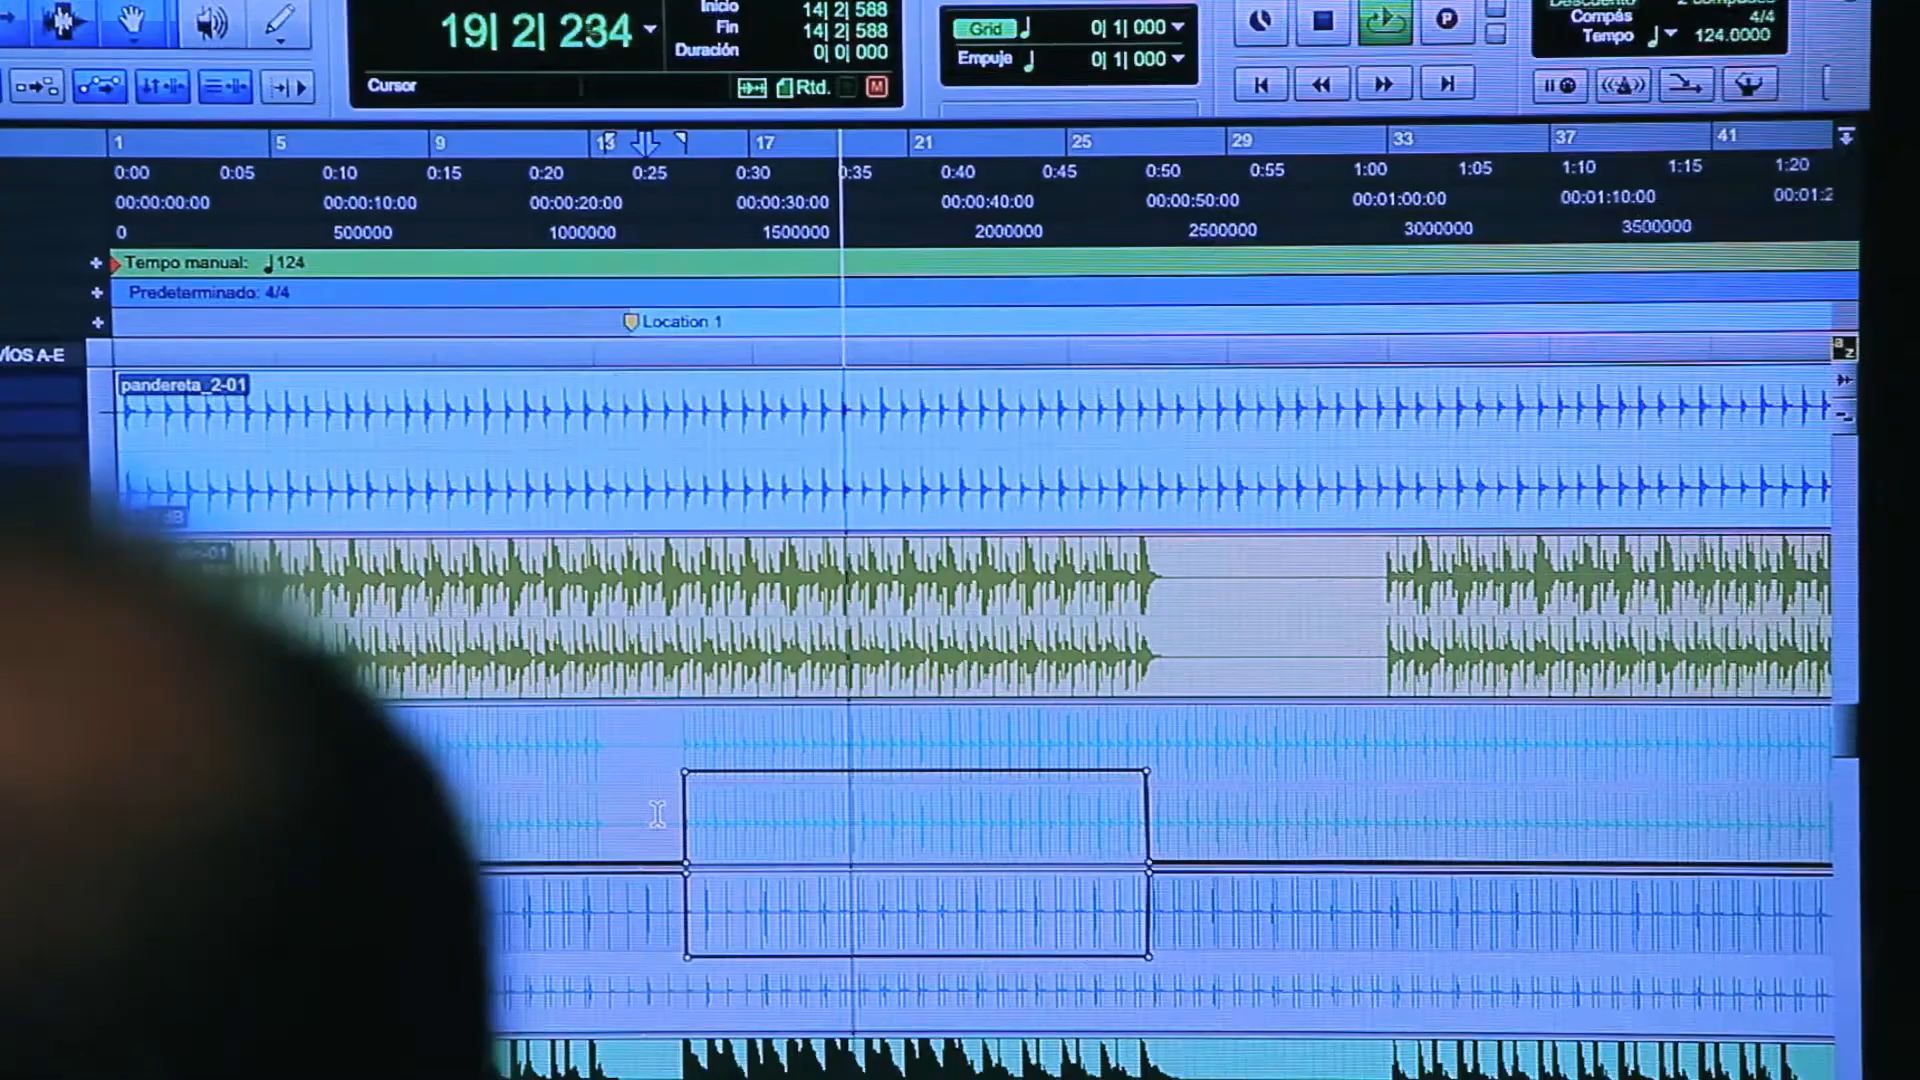 19| 2| 234
Inicio 14| 2| 588
Fin 14| 2| 588
Duración 0| 0| 000
Cursor
Rtd.
M
Grid 0| 1| 000
Empuje 0| 1| 000
P
Compás 4/4
Tempo 124.0000
1 5 9 13 17 21 25 29 33 37 41
0:00 0:05 0:10 0:15 0:20 0:25 0:30 0:35 0:40 0:45 0:50 0:55 1:00 1:05 1:10 1:15 1:20
00:00:00:00 00:00:10:00 00:00:20:00 00:00:30:00 00:00:40:00 00:00:50:00 00:01:00:00 00:01:10:00 00:01:2
0 500000 1000000 1500000 2000000 2500000 3000000 3500000
Tempo manual: ♩124
Predeterminado: 4/4
Location 1
VÍOS A-E
a z
pandereta_2-01
dB